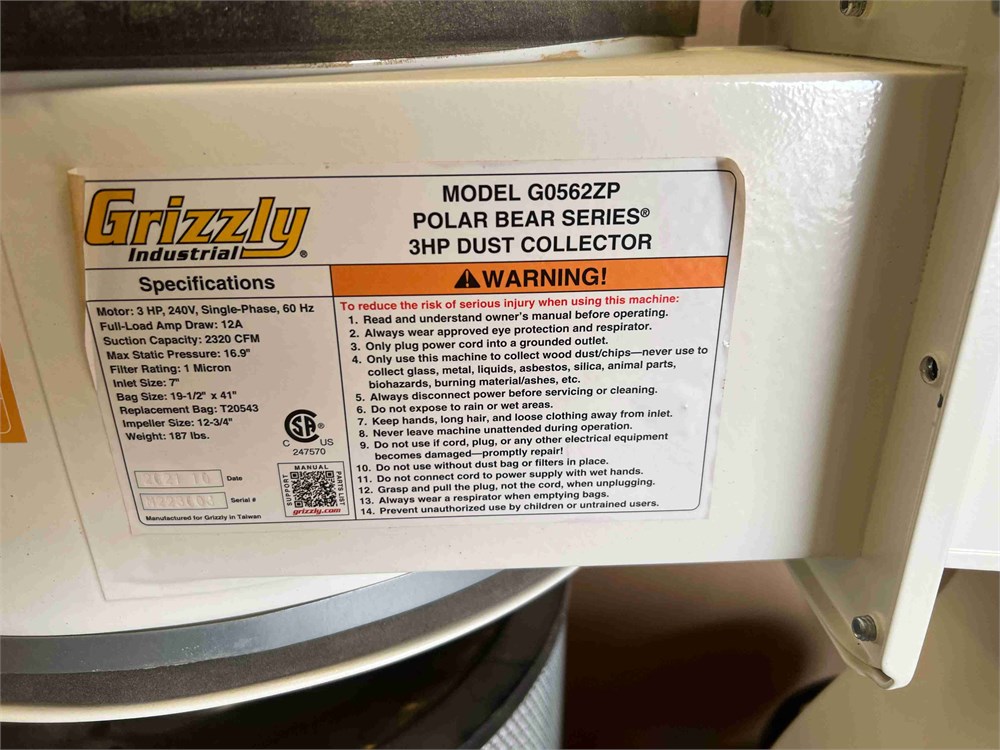 Grizzly
Industrial®
MODEL G0562ZP
POLAR BEAR SERIES®
3HP DUST COLLECTOR
Specifications
Motor: 3 HP, 240V, Single-Phase, 60 Hz
Full-Load Amp Draw: 12A
Suction Capacity: 2320 CFM
Max Static Pressure: 16.9"
Filter Rating: 1 Micron
Inlet Size: 7"
Bag Size: 19-1/2" x 41"
Replacement Bag: T20543
Impeller Size: 12-3/4"
Weight: 187 lbs.
CSA®
C US
247570
Date
Serial #
Manufactured for Grizzly in Taiwan
MANUAL
SUPPORT
PARTS LIST
grizzly.com
WARNING!
To reduce the risk of serious injury when using this machine:
1. Read and understand owner's manual before operating.
2. Always wear approved eye protection and respirator.
3. Only plug power cord into a grounded outlet.
4. Only use this machine to collect wood dust/chips—never use to
collect glass, metal, liquids, asbestos, silica, animal parts,
biohazards, burning material/ashes, etc.
5. Always disconnect power before servicing or cleaning.
6. Do not expose to rain or wet areas.
7. Keep hands, long hair, and loose clothing away from inlet.
8. Never leave machine unattended during operation.
9. Do not use if cord, plug, or any other electrical equipment
becomes damaged—promptly repair!
10. Do not use without dust bag or filters in place.
11. Do not connect cord to power supply with wet hands.
12. Grasp and pull the plug, not the cord, when unplugging.
13. Always wear a respirator when emptying bags.
14. Prevent unauthorized use by children or untrained users.